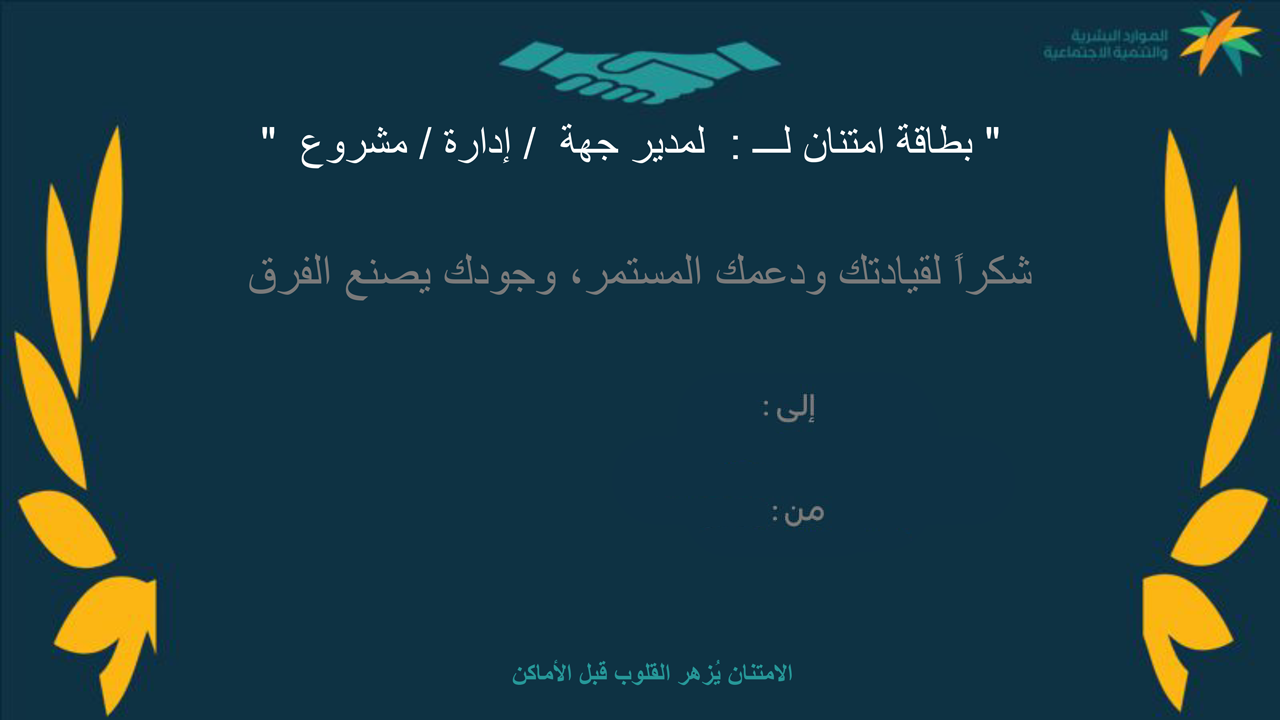 الموارد البشرية
والتنمية الاجتماعية
" بطاقة امتنان لـــ : لمدير جهة / إدارة / مشروع "
شكراً لقيادتك ودعمك المستمر، وجودك يصنع الفرق
إلى :
من :
الامتنان يُزهر القلوب قبل الأماكن